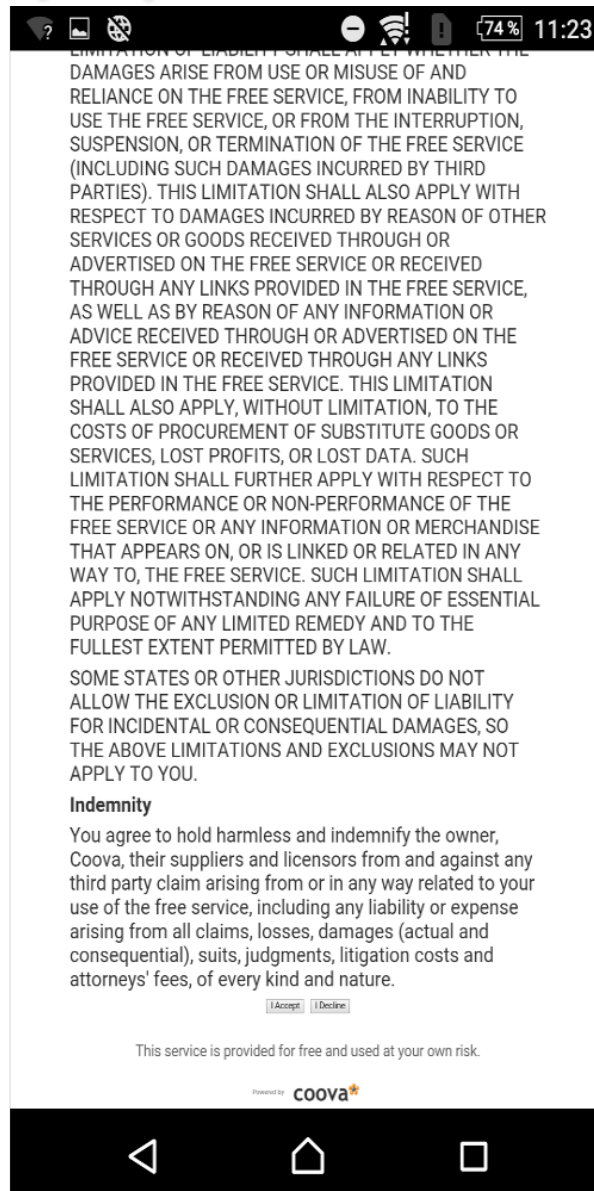 ? 74% 11:23
LIMITATION OF LIABILITY SHALL APPLY WHETHER THE
DAMAGES ARISE FROM USE OR MISUSE OF AND
RELIANCE ON THE FREE SERVICE, FROM INABILITY TO
USE THE FREE SERVICE, OR FROM THE INTERRUPTION,
SUSPENSION, OR TERMINATION OF THE FREE SERVICE
(INCLUDING SUCH DAMAGES INCURRED BY THIRD
PARTIES). THIS LIMITATION SHALL ALSO APPLY WITH
RESPECT TO DAMAGES INCURRED BY REASON OF OTHER
SERVICES OR GOODS RECEIVED THROUGH OR
ADVERTISED ON THE FREE SERVICE OR RECEIVED
THROUGH ANY LINKS PROVIDED IN THE FREE SERVICE,
AS WELL AS BY REASON OF ANY INFORMATION OR
ADVICE RECEIVED THROUGH OR ADVERTISED ON THE
FREE SERVICE OR RECEIVED THROUGH ANY LINKS
PROVIDED IN THE FREE SERVICE. THIS LIMITATION
SHALL ALSO APPLY, WITHOUT LIMITATION, TO THE
COSTS OF PROCUREMENT OF SUBSTITUTE GOODS OR
SERVICES, LOST PROFITS, OR LOST DATA. SUCH
LIMITATION SHALL FURTHER APPLY WITH RESPECT TO
THE PERFORMANCE OR NON-PERFORMANCE OF THE
FREE SERVICE OR ANY INFORMATION OR MERCHANDISE
THAT APPEARS ON, OR IS LINKED OR RELATED IN ANY
WAY TO, THE FREE SERVICE. SUCH LIMITATION SHALL
APPLY NOTWITHSTANDING ANY FAILURE OF ESSENTIAL
PURPOSE OF ANY LIMITED REMEDY AND TO THE
FULLEST EXTENT PERMITTED BY LAW.
SOME STATES OR OTHER JURISDICTIONS DO NOT
ALLOW THE EXCLUSION OR LIMITATION OF LIABILITY
FOR INCIDENTAL OR CONSEQUENTIAL DAMAGES, SO
THE ABOVE LIMITATIONS AND EXCLUSIONS MAY NOT
APPLY TO YOU.
Indemnity
You agree to hold harmless and indemnify the owner,
Coova, their suppliers and licensors from and against any
third party claim arising from or in any way related to your
use of the free service, including any liability or expense
arising from all claims, losses, damages (actual and
consequential), suits, judgments, litigation costs and
attorneys' fees, of every kind and nature.
I Accept I Decline
This service is provided for free and used at your own risk.
Powered by coova